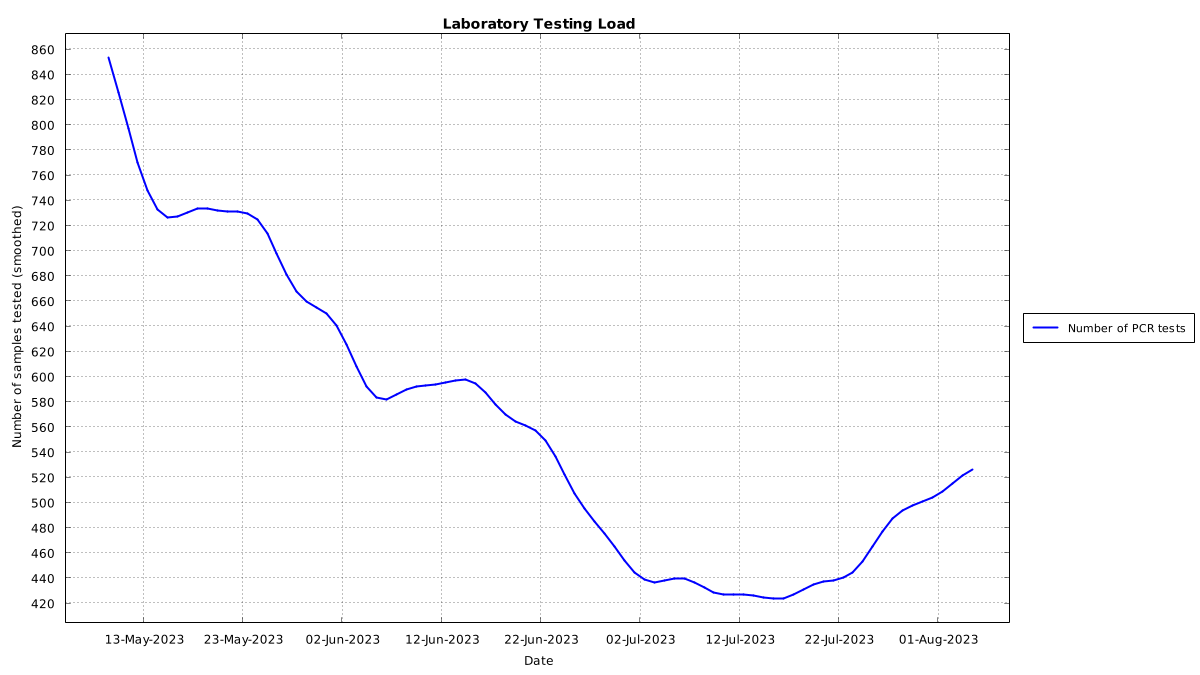 Laboratory Testing Load
Number of samples tested (smoothed)
860
840
820
800
780
760
740
720
700
680
660
640
620
600
580
560
540
520
500
480
460
440
420
13-May-2023
23-May-2023
02-Jun-2023
12-Jun-2023
22-Jun-2023
02-Jul-2023
12-Jul-2023
22-Jul-2023
01-Aug-2023
Date
Number of PCR tests